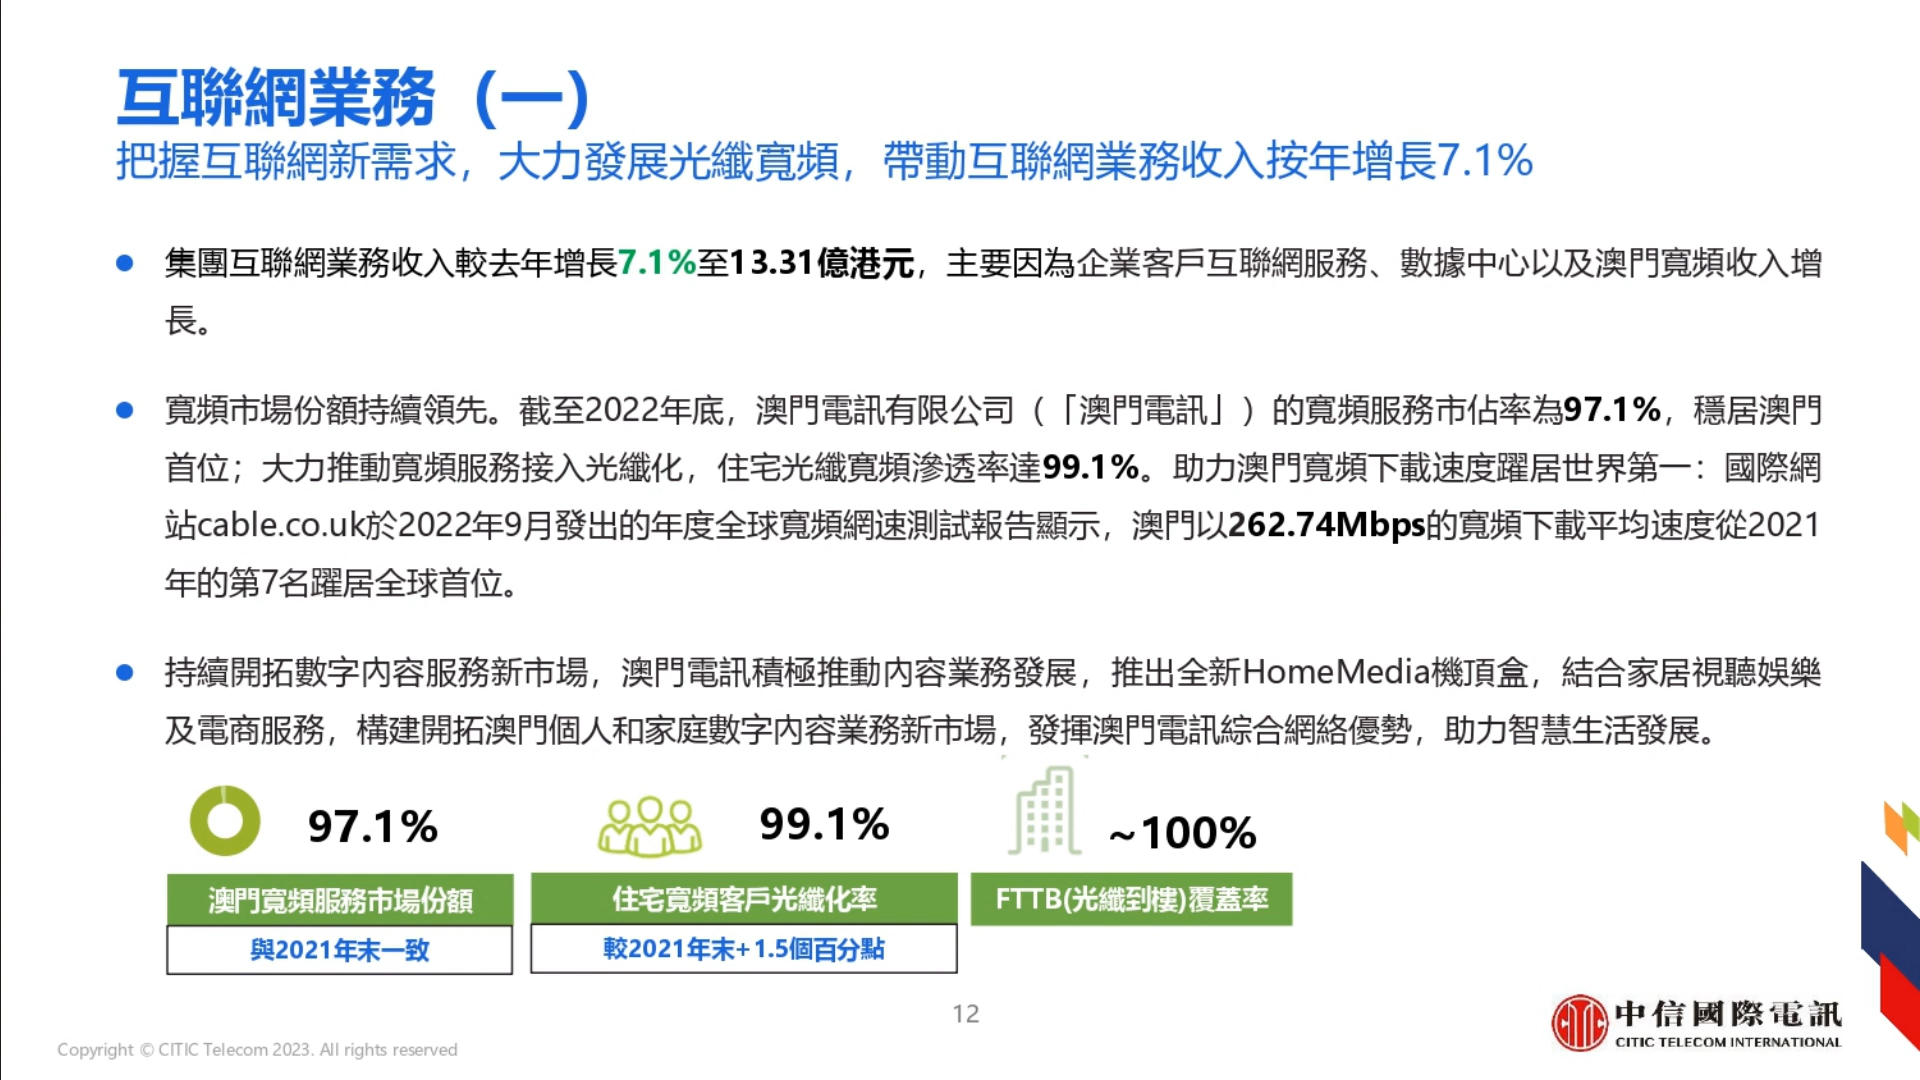 互聯網業務（一）
把握互聯網新需求，大力發展光纖寬頻，帶動互聯網業務收入按年增長7.1%
集團互聯網業務收入較去年增長7.1%至13.31億港元，主要因為企業客戶互聯網服務、數據中心以及澳門寬頻收入增
長。
寬頻市場份額持續領先。截至2022年底，澳門電訊有限公司（「澳門電訊」）的寬頻服務市佔率為97.1%，穩居澳門
首位；大力推動寬頻服務接入光纖化，住宅光纖寬頻滲透率達99.1%。助力澳門寬頻下載速度躍居世界第一：國際網
站cable.co.uk於2022年9月發出的年度全球寬頻網速測試報告顯示，澳門以262.74Mbps的寬頻下載平均速度從2021
年的第7名躍居全球首位。
持續開拓數字內容服務新市場，澳門電訊積極推動內容業務發展，推出全新HomeMedia機頂盒，結合家居視聽娛樂
及電商服務，構建開拓澳門個人和家庭數字內容業務新市場，發揮澳門電訊綜合網絡優勢，助力智慧生活發展。
97.1%
澳門寬頻服務市場份額
與2021年末一致
99.1%
住宅寬頻客戶光纖化率
較2021年末+1.5個百分點
~100%
FTTB(光纖到樓)覆蓋率
12
Copyright © CITIC Telecom 2023. All rights reserved
中信國際電訊
CITIC TELECOM INTERNATIONAL